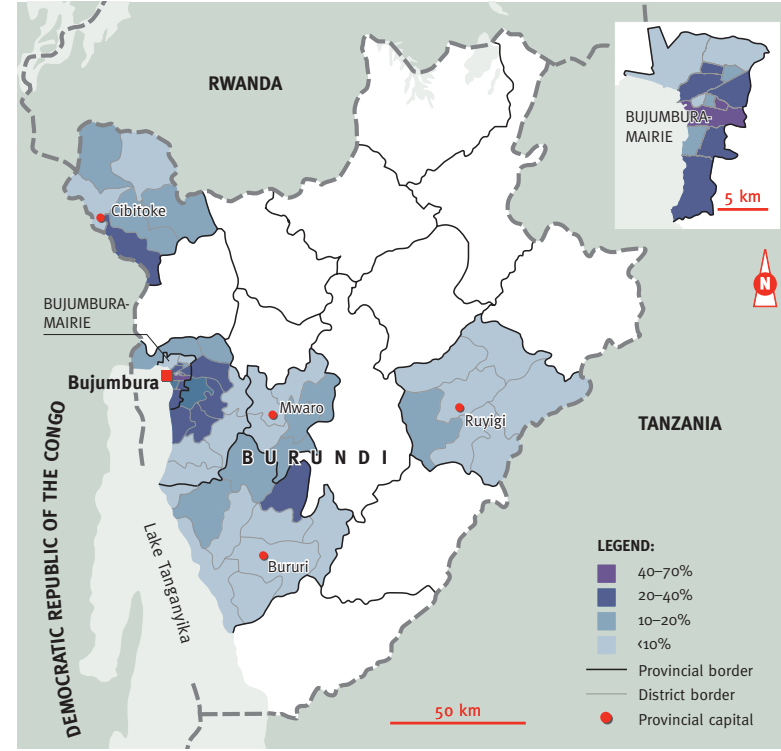 RWANDA
BUJUMBURA-
MAIRIE
5 km
Cibitoke
N
BUJUMBURA-
MAIRIE
Bujumbura
Mwaro
Ruyigi
TANZANIA
BURUNDI
DEMOCRATIC REPUBLIC OF THE CONGO
Lake Tanganyika
Bururi
LEGEND:
40–70%
20–40%
10–20%
<10%
Provincial border
District border
Provincial capital
50 km